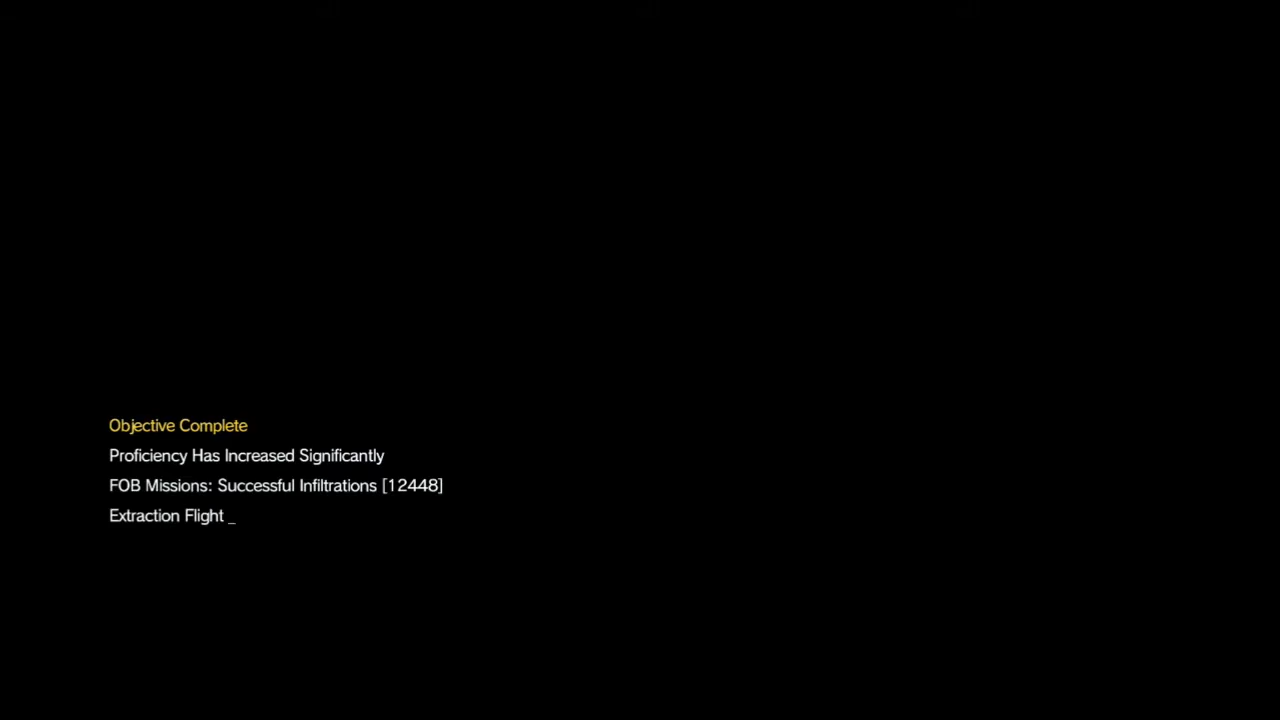 Objective Complete
Proficiency Has Increased Significantly
FOB Missions: Successful Infiltrations [12448]
Extraction Flight _